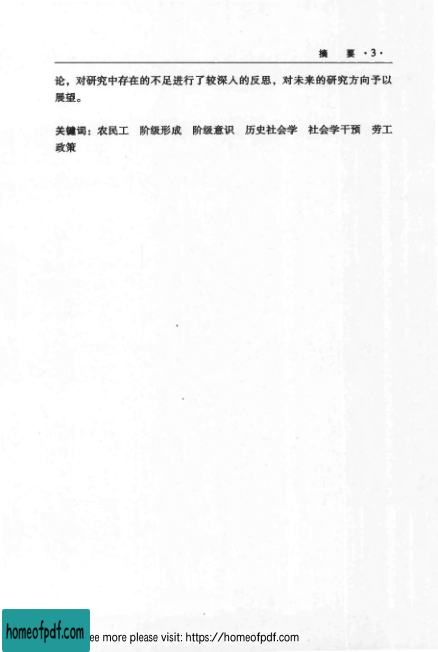 摘 要 ·3·
论，对研究中存在的不足进行了较深入的反思，对未来的研究方向予以
展望。
关键词：农民工 阶级形成 阶级意识 历史社会学 社会学干预 劳工
政策
homeofpdf.com
ee more please visit: https://homeofpdf.com